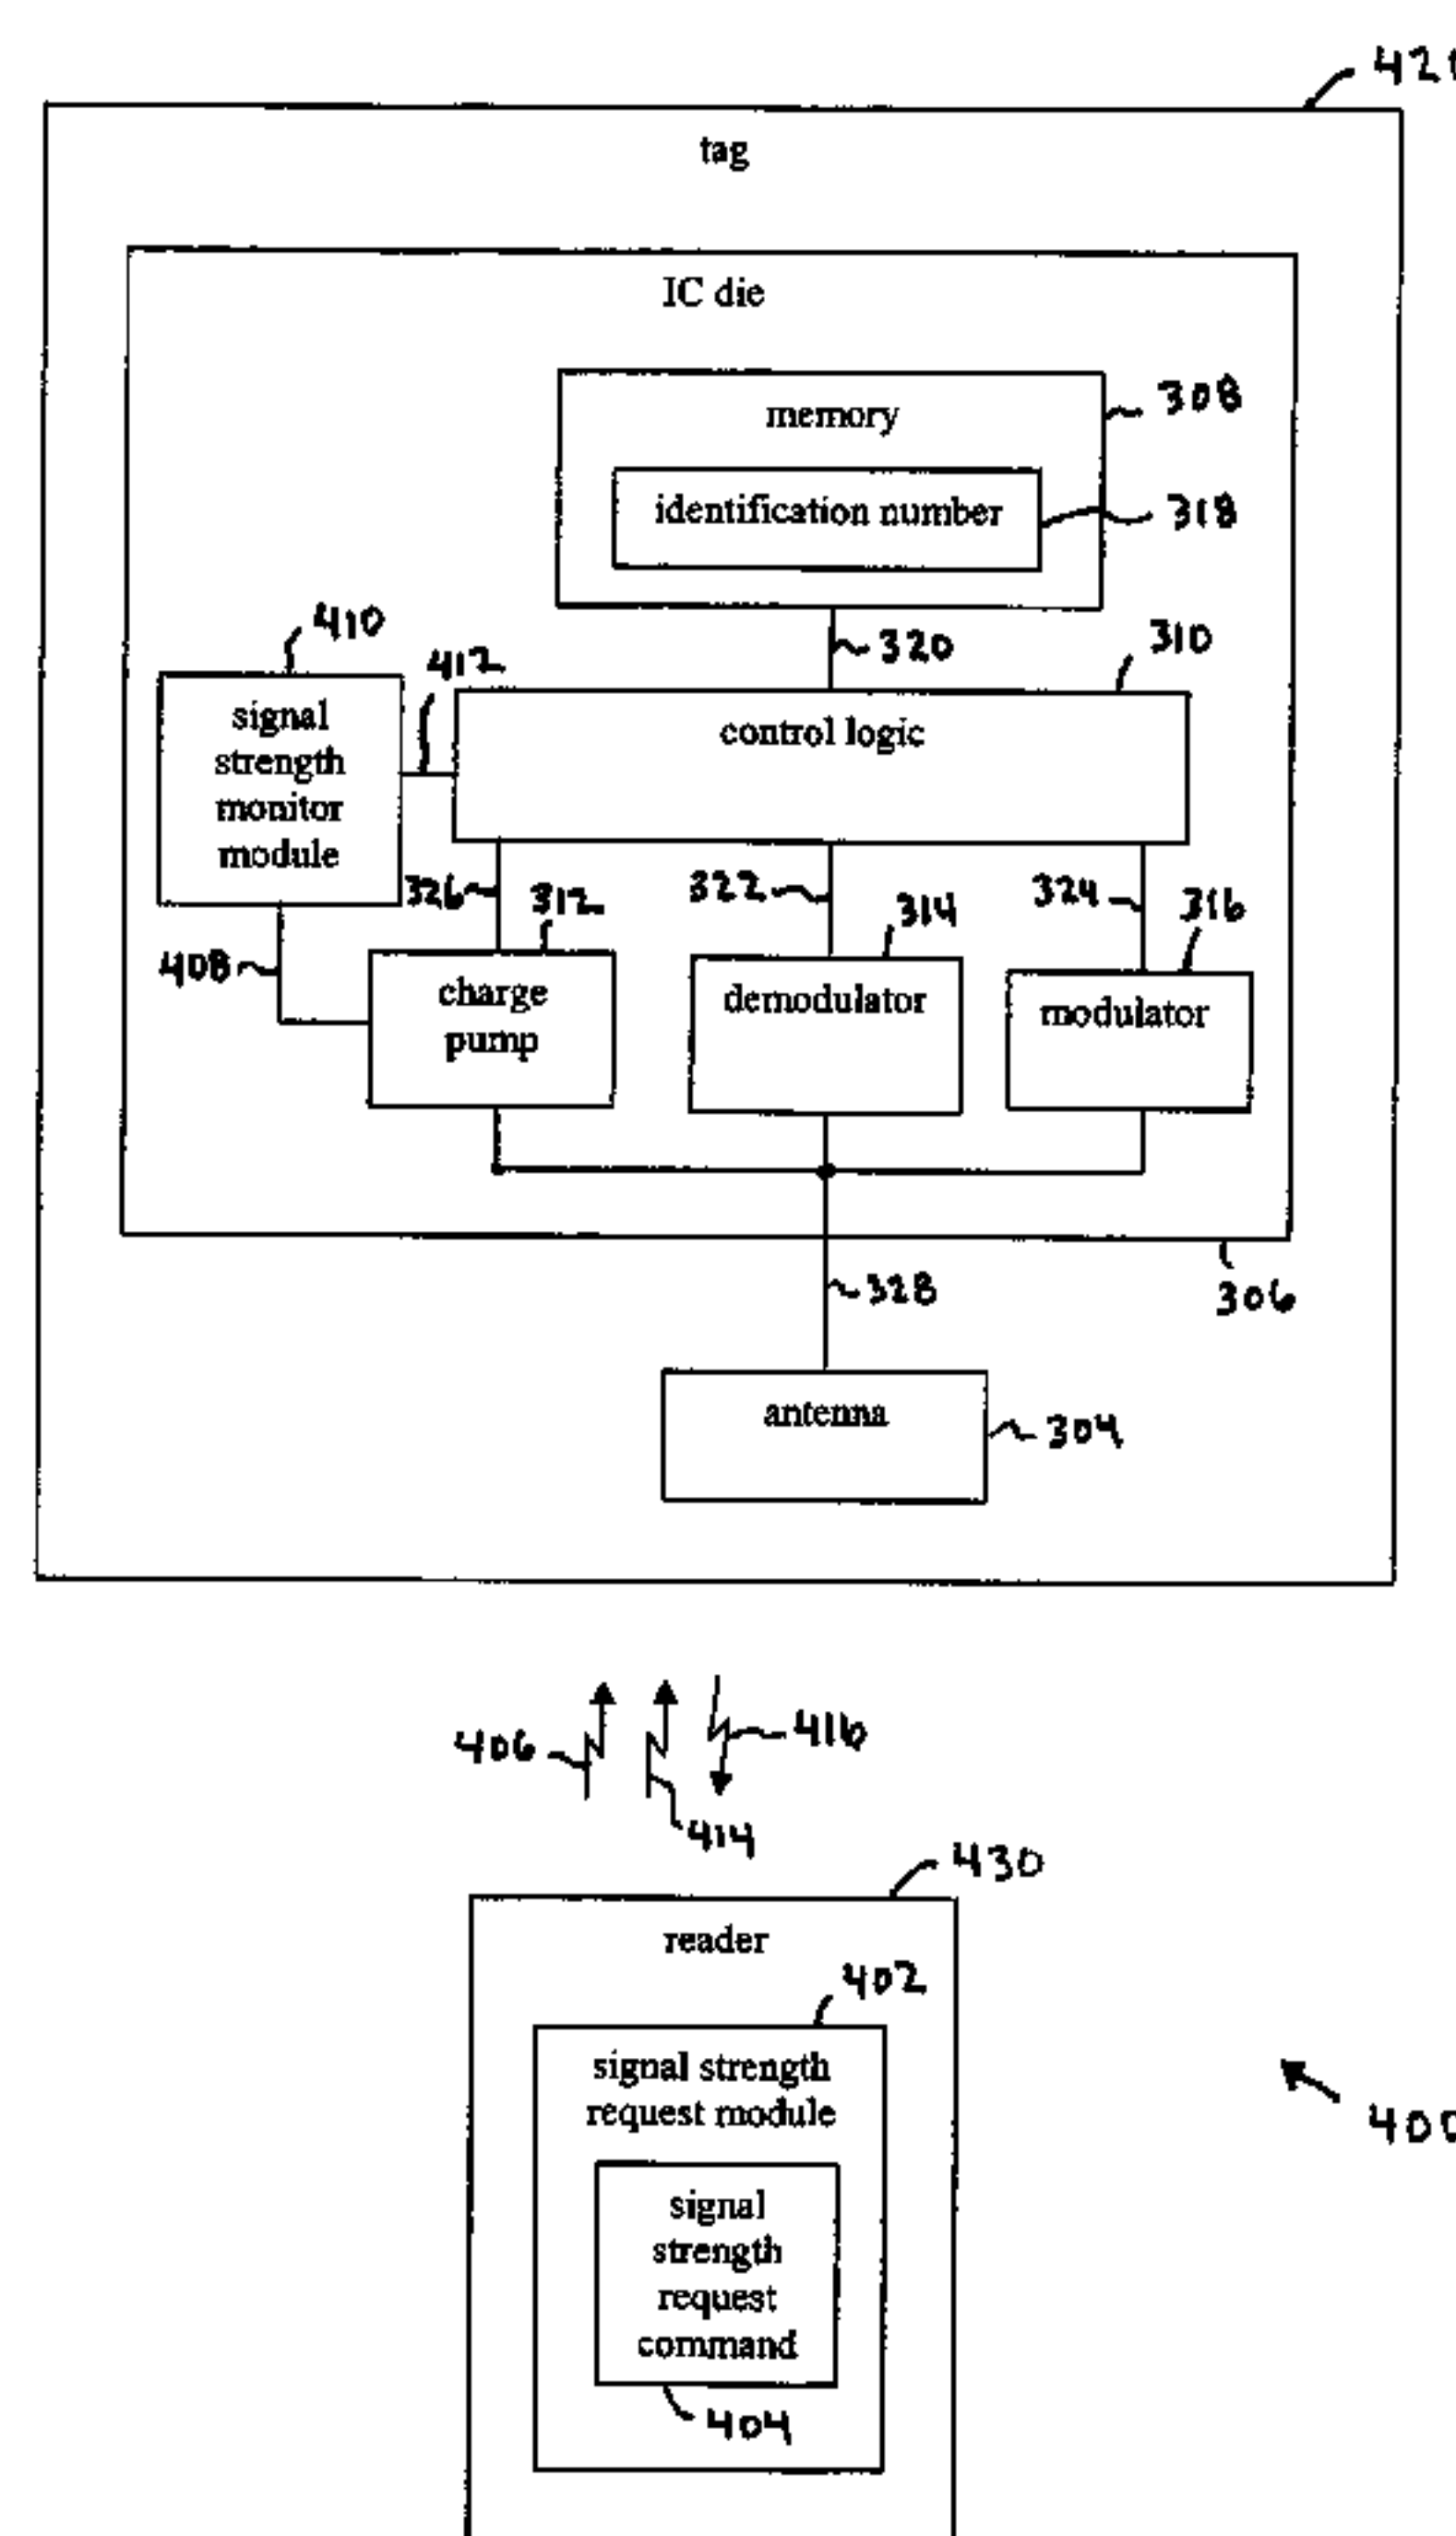 tag
IC die
memory
308
identification number
318
410
320
310
412
signal
strength
monitor
module
control logic
326
312
322
314
324
316
408
charge
pump
demodulator
modulator
328
306
antenna
304
406
416
414
430
reader
402
signal strength
request module
400
signal
strength
request
command
404